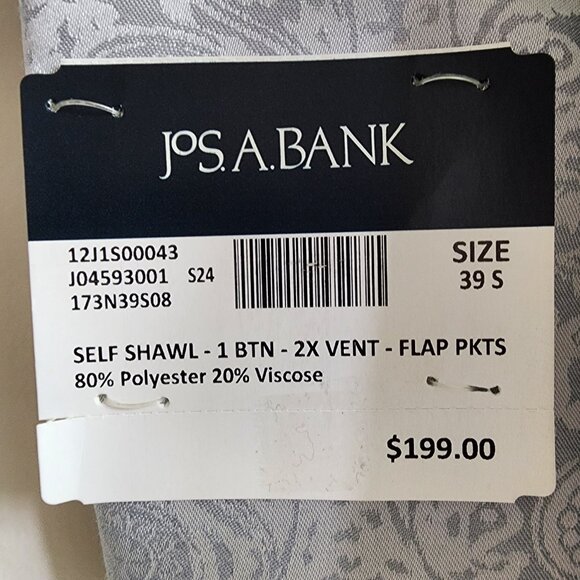 JOS. A. BANK
12J1S00043
J04593001 S24
173N39S08
SIZE
39 S
SELF SHAWL - 1 BTN - 2X VENT - FLAP PKTS
80% Polyester 20% Viscose
$199.00